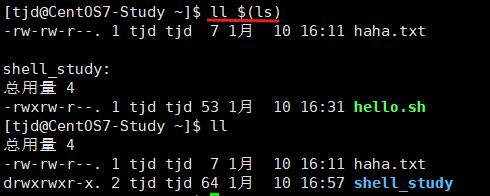 [tjd@CentOS7-Study ~]$ ll $(ls)
-rw-rw-r--. 1 tjd tjd  7 1月  10 16:11 haha.txt

shell_study:
总用量 4
-rwxrw-r--. 1 tjd tjd 53 1月  10 16:31 hello.sh
[tjd@CentOS7-Study ~]$ ll
总用量 4
-rw-rw-r--. 1 tjd tjd  7 1月  10 16:11 haha.txt
drwxrwxr-x. 2 tjd tjd 64 1月  10 16:57 shell_study